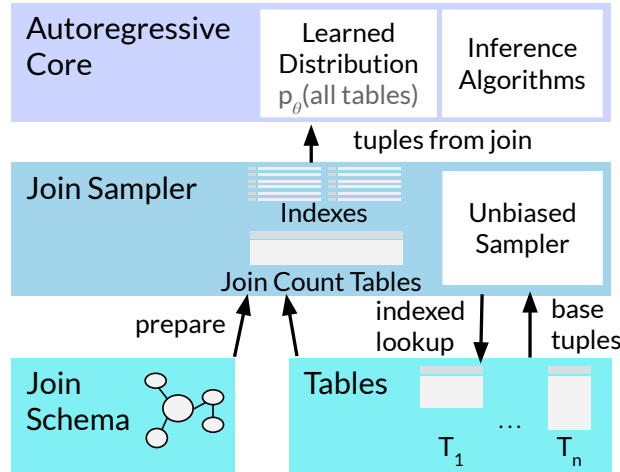 Autoregressive
Core
Learned
Distribution
pθ(all tables)
Inference
Algorithms
tuples from join
Join Sampler
Indexes
Join Count Tables
Unbiased
Sampler
prepare
indexed
lookup
base
tuples
Join
Schema
Tables
T1
...
Tn